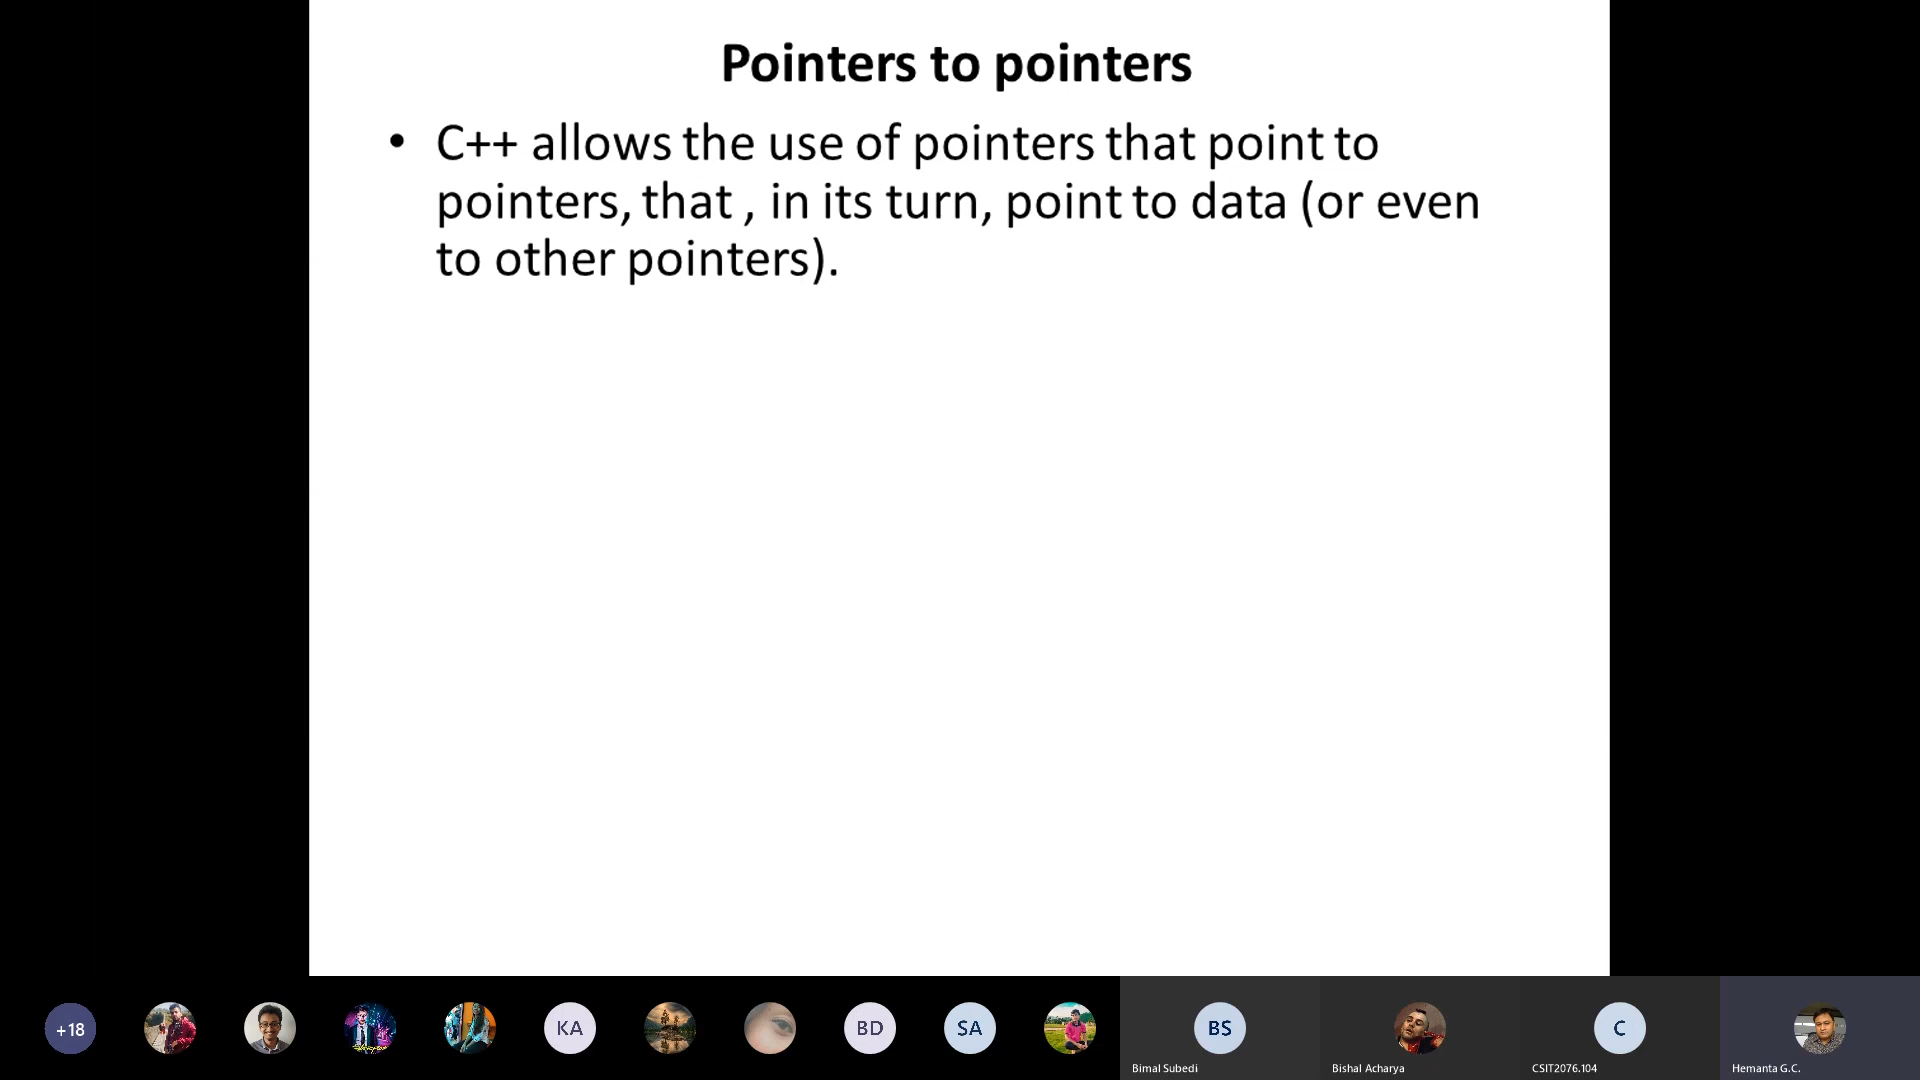 Pointers to pointers
• C++ allows the use of pointers that point to
pointers, that , in its turn, point to data (or even
to other pointers).
+18
KA
BD
SA
BS
C
Bimal Subedi
Bishal Acharya
CSIT2076.104
Hemanta G.C.